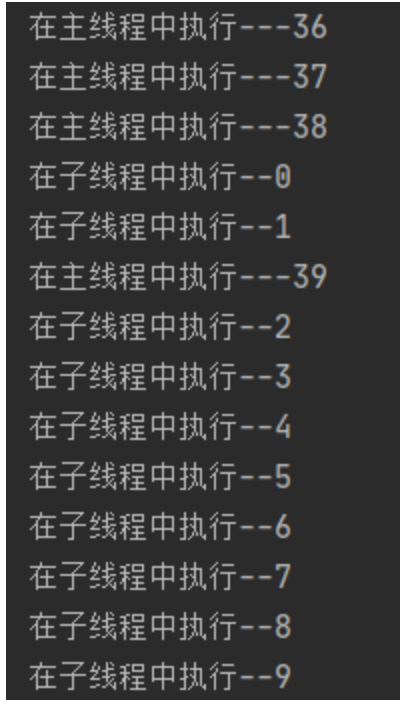 在主线程中执行---36
在主线程中执行---37
在主线程中执行---38
在子线程中执行--0
在子线程中执行--1
在主线程中执行---39
在子线程中执行--2
在子线程中执行--3
在子线程中执行--4
在子线程中执行--5
在子线程中执行--6
在子线程中执行--7
在子线程中执行--8
在子线程中执行--9